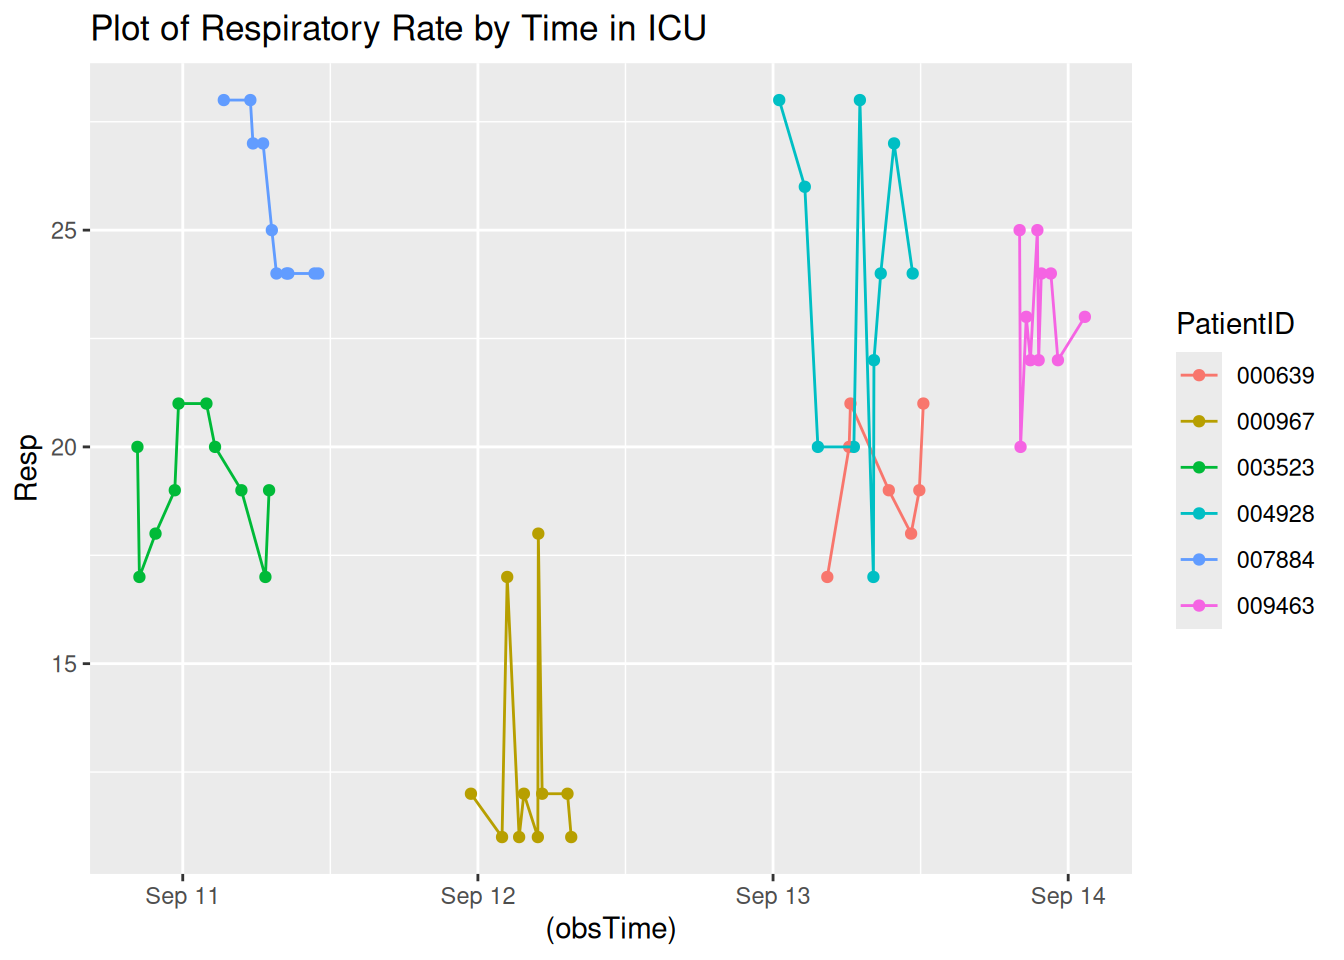 Plot of Respiratory Rate by Time in ICU
Resp
25
20
15
Sep 11
Sep 12
Sep 13
Sep 14
(obsTime)
PatientID
000639
000967
003523
004928
007884
009463